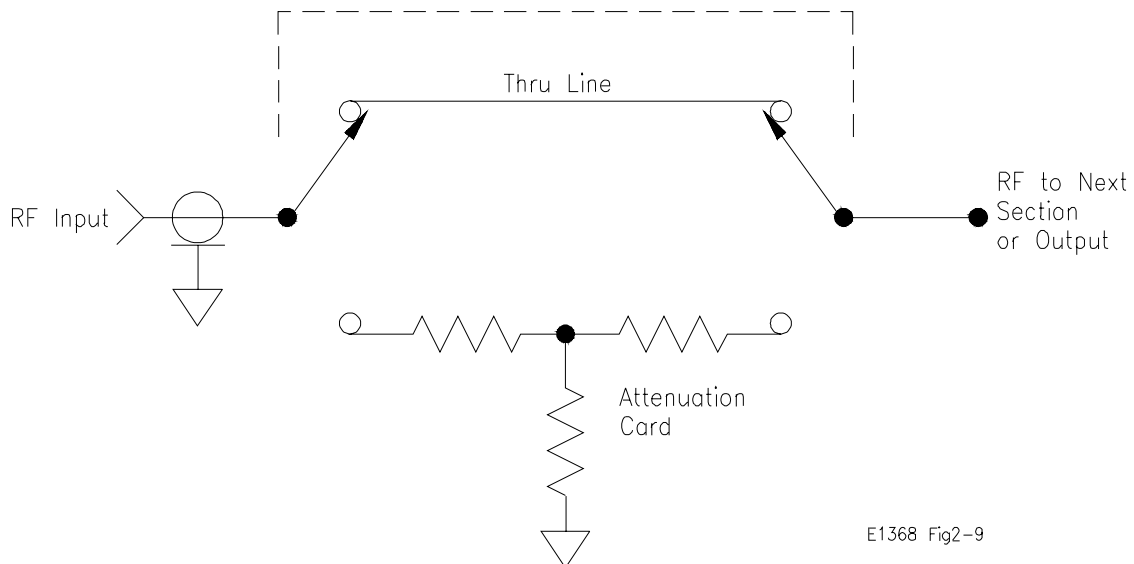 Thru Line
RF Input
RF to Next
Section
or Output
Attenuation
Card
E1368 Fig2-9